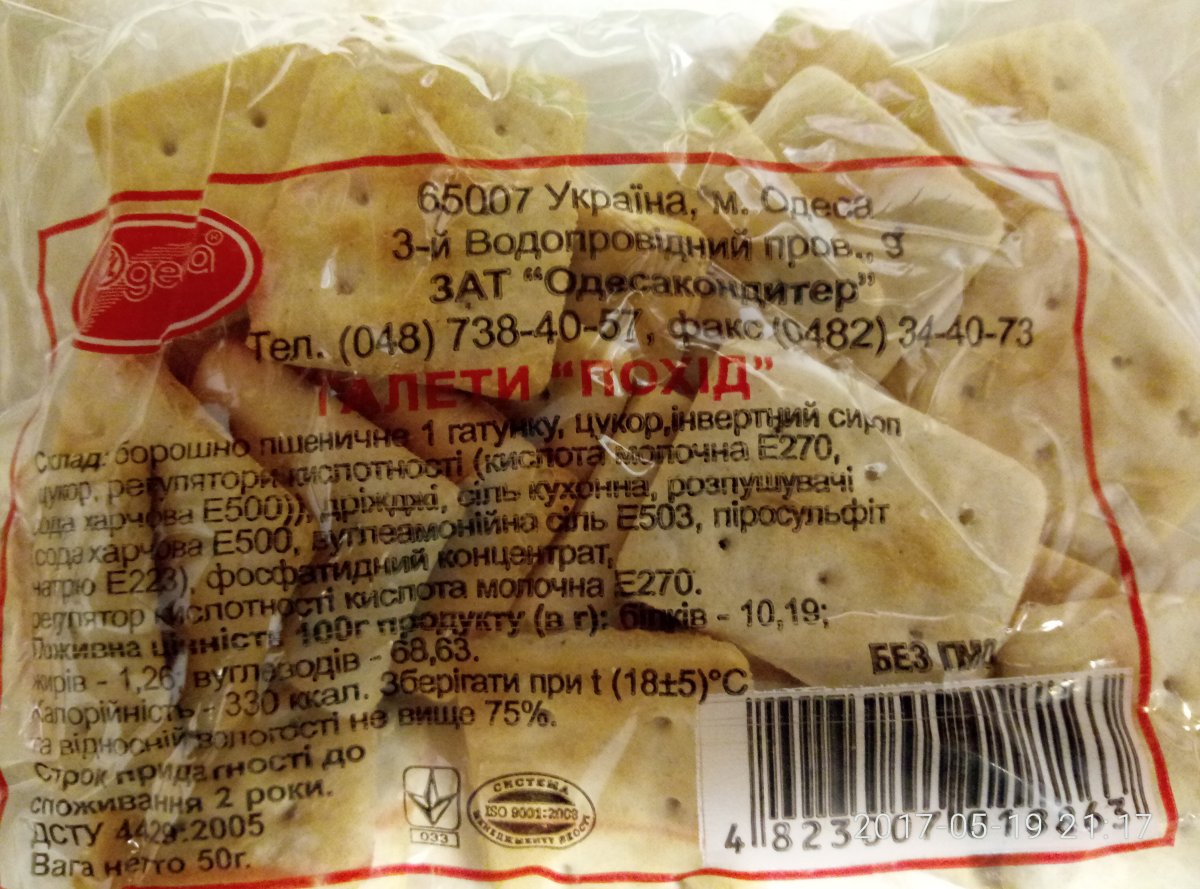 65007 Україна, м. Одеса
3-й Водопровідний пров., 9
ЗАТ "Одесакондитер"
Тел. (048) 738-40-57, факс (0482) 34-40-73
ГАЛЕТИ "ПОХІД"
Склад: борошно пшеничне 1 гатунку, цукор,інвертний сироп
цукор, регулятори кислотності (кислота молочна Е270,
сода харчова Е500)), дріжджі, сіль кухонна, розпушувачі
сода харчова Е500, вуглеамонійна сіль Е503, піросульфіт
натрію Е223), фосфатидний концентрат,
регулятор кислотності кислота молочна Е270.
Поживна цінність 100г продукту (в г): білків - 10,19;
жирів - 1,26; вуглеводів - 68,63.
Калорійність - 330 ккал. Зберігати при t (18±5)°С
та відносній вологості не вище 75%.
Строк придатності до
споживання 2 роки.
ДСТУ 4429:2005
Вага нетто 50г.
БЕЗ ГМО
033
СИСТЕМА
ISO 9001:2008
МЕНЕДЖМЕНТУ ЯКОСТІ
2017-05-19 21:17